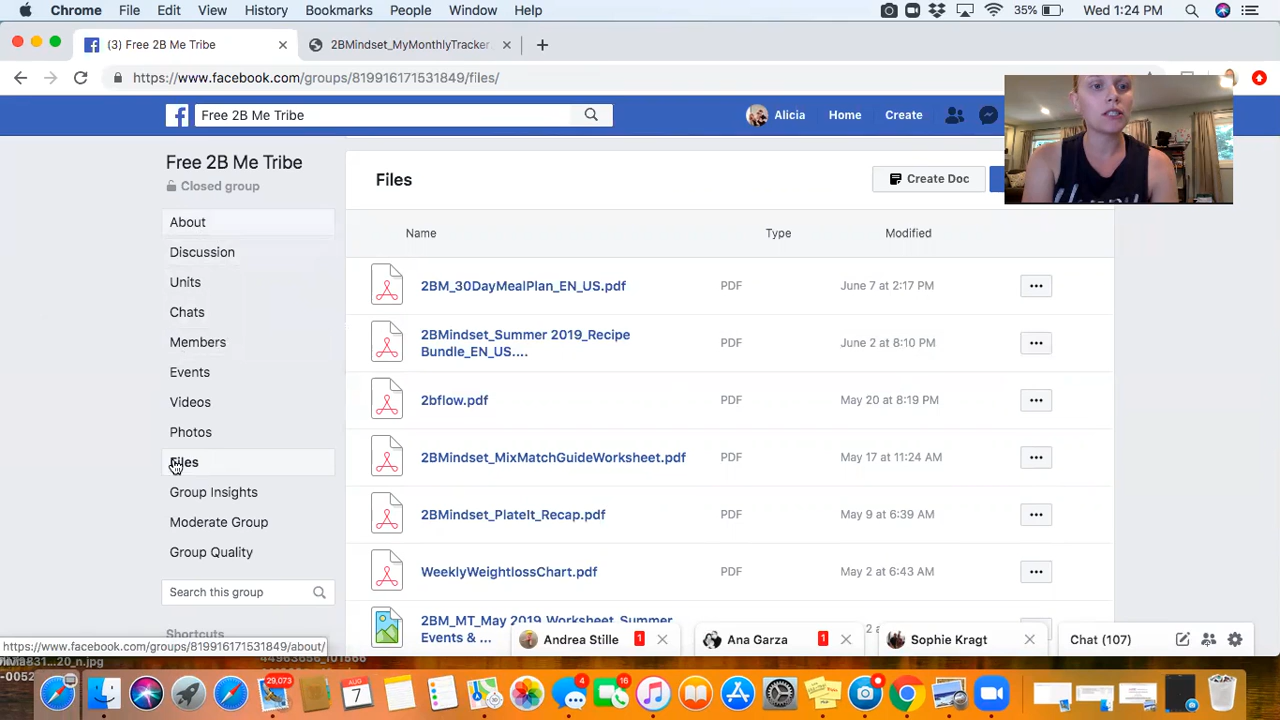 Chrome File Edit View History Bookmarks People Window Help 35% Wed 1:24 PM
(3) Free 2B Me Tribe 2BMindset_MyMonthlyTracker
https://www.facebook.com/groups/819916171531849/files/
Free 2B Me Tribe Alicia Home Create
Free 2B Me Tribe
Closed group
About
Discussion
Units
Chats
Members
Events
Videos
Photos
Files
Group Insights
Moderate Group
Group Quality
Search this group
Shortcuts
Files Create Doc
Name Type Modified
2BM_30DayMealPlan_EN_US.pdf PDF June 7 at 2:17 PM
2BMindset_Summer 2019_Recipe
Bundle_EN_US.... PDF June 2 at 8:10 PM
2bflow.pdf PDF May 20 at 8:19 PM
2BMindset_MixMatchGuideWorksheet.pdf PDF May 17 at 11:24 AM
2BMindset_PlateIt_Recap.pdf PDF May 9 at 6:39 AM
WeeklyWeightlossChart.pdf PDF May 2 at 6:43 AM
2BM_MT_May 2019_Worksheet_Summer
Events & ...
Andrea Stille 1 Ana Garza 1 Sophie Kragt Chat (107)
https://www.facebook.com/groups/819916171531849/about/
29,073 AUG 7 4 16